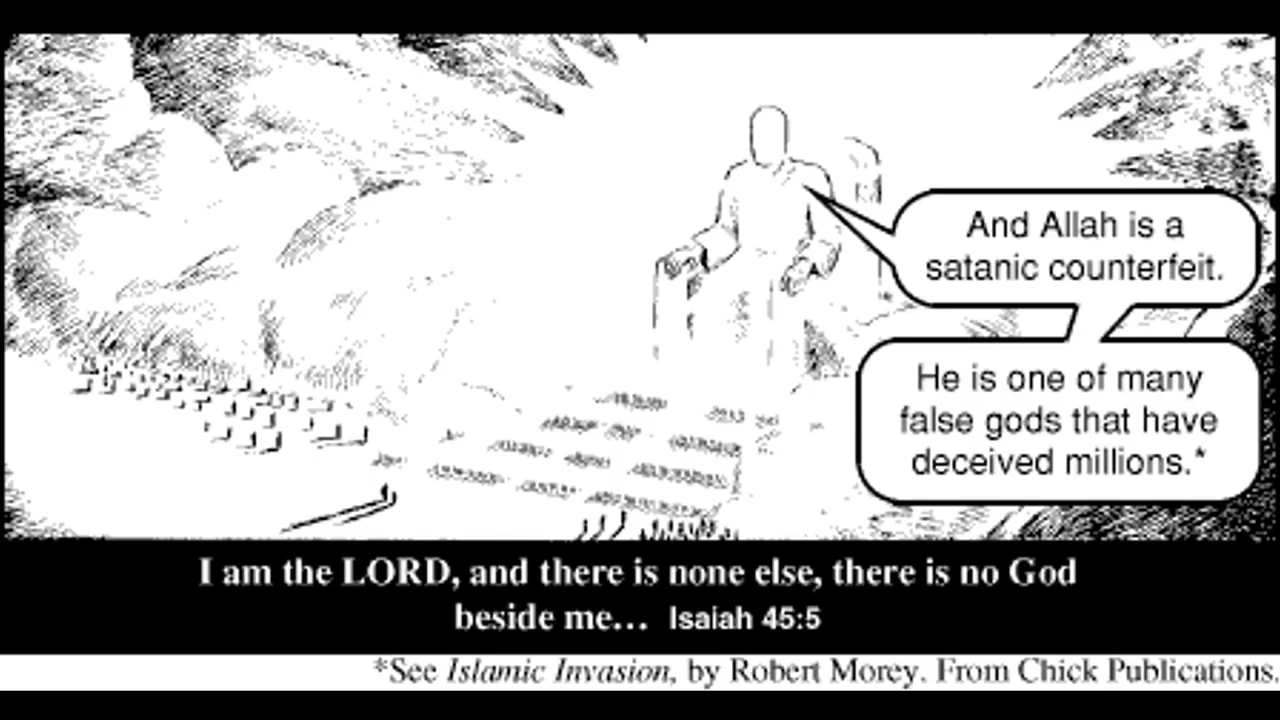 And Allah is a
satanic counterfeit.
He is one of many
false gods that have
deceived millions.*
I am the LORD, and there is none else, there is no God
beside me... Isaiah 45:5
*See Islamic Invasion, by Robert Morey. From Chick Publications.